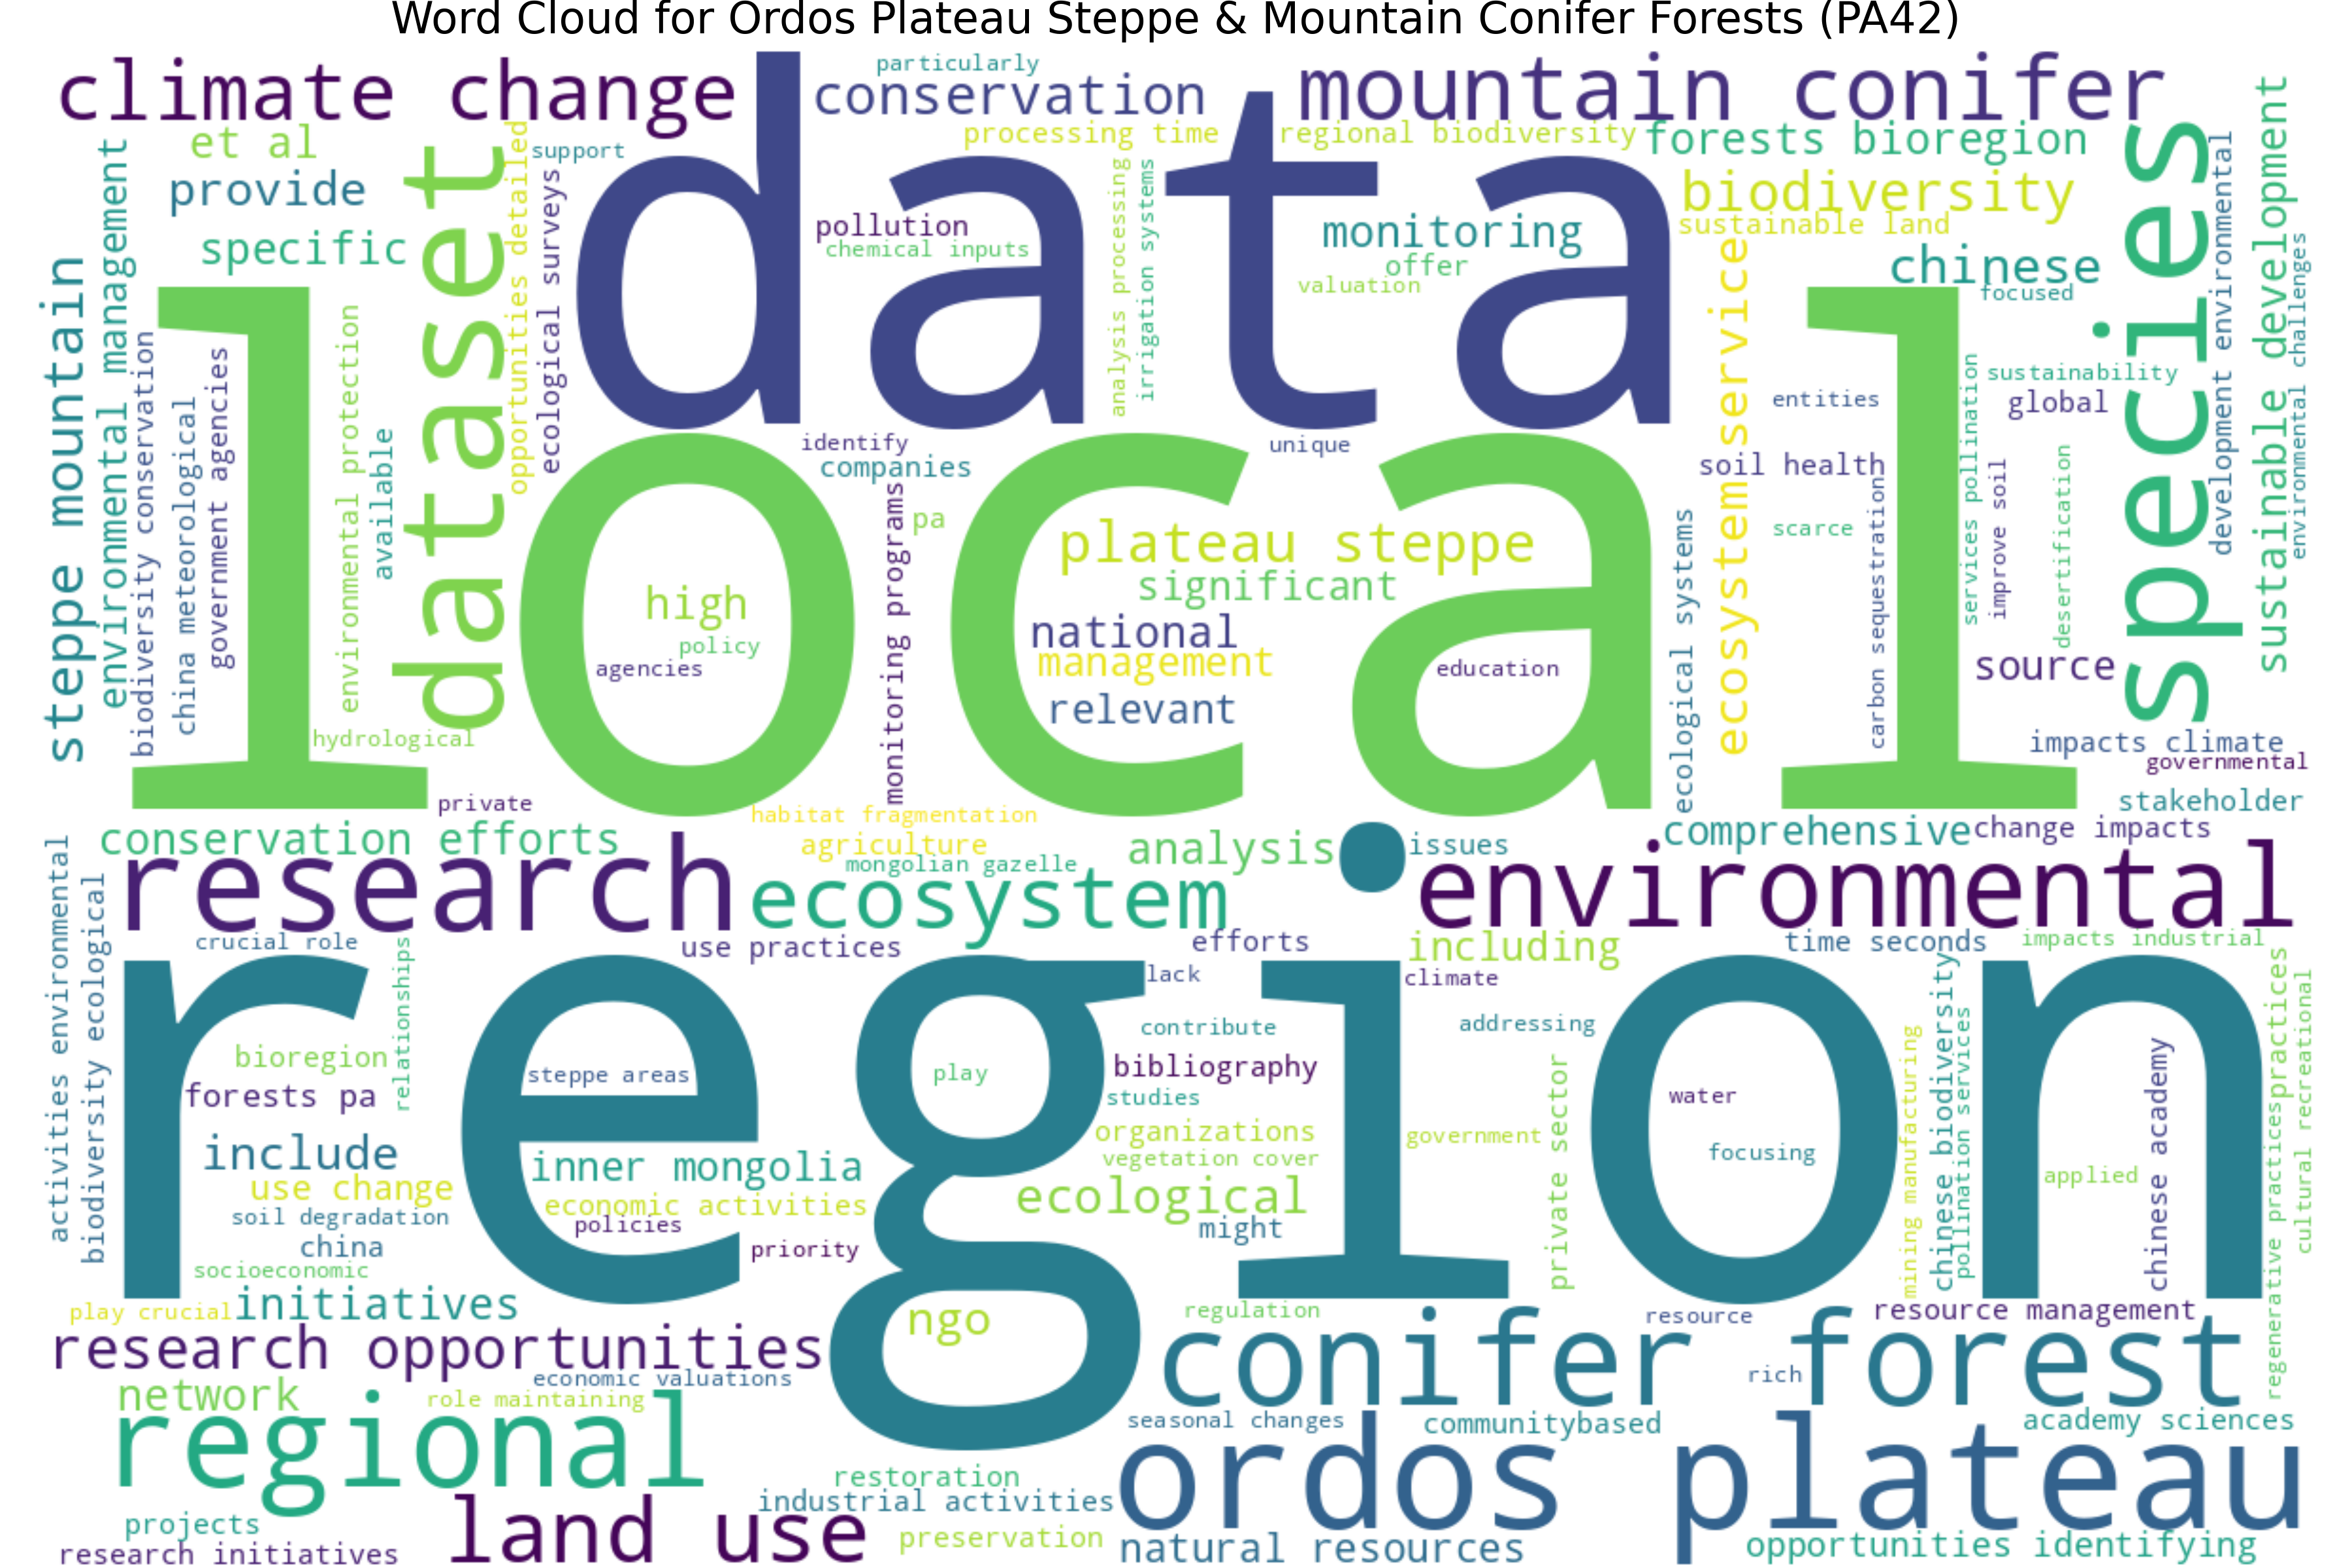 Word Cloud for Ordos Plateau Steppe & Mountain Conifer Forests (PA42)
climate change
particularly
conservation
mountain conifer
data
et al
support
processing time
regional biodiversity
forests bioregion
provide
specific
dataset
opportunities detailed
ecological surveys
pollution
chemical inputs
analysis processing
irrigation systems
monitoring
offer
valuation
biodiversity
sustainable land
chinese
focused
species
development environmental
sustainable development
environmental challenges
steppe mountain
environmental management
biodiversity conservation
china meteorological
government agencies
environmental protection
available
local
identify
companies
unique
monitoring programs
pa
plateau steppe
significant
national
management
relevant
high
policy
agencies
education
ecological systems
ecosystem service
entities
soil health
scarce
carbon sequestration
services pollination
improve soil
desertification
sustainability
global
source
impacts climate
governmental
stakeholder
hydrological
private
habitat fragmentation
agriculture
mongolian gazelle
analysis
issues
comprehensive
change impacts
conservation efforts
research
ecosystem
environmental
activities environmental
biodiversity ecological
crucial role
relationships
use practices
efforts
including
time seconds
impacts industrial
region
lack
climate
contribute
addressing
bioregion
forests pa
steppe areas
play
bibliography
studies
organizations
vegetation cover
government
private sector
water
focusing
mining manufacturing
chinese biodiversity
pollination services
applied
chinese academy
practices
regenerative practices
cultural recreational
include
use change
soil degradation
china
socioeconomic
inner mongolia
economic activities
policies
priority
ecological
might
play crucial
initiatives
ngo
regulation
resource
resource management
research opportunities
economic valuations
conifer forest
rich
network
role maintaining
regional
seasonal changes
communitybased
academy sciences
ordos plateau
restoration
industrial activities
projects
research initiatives
land use
preservation
natural resources
opportunities identifying